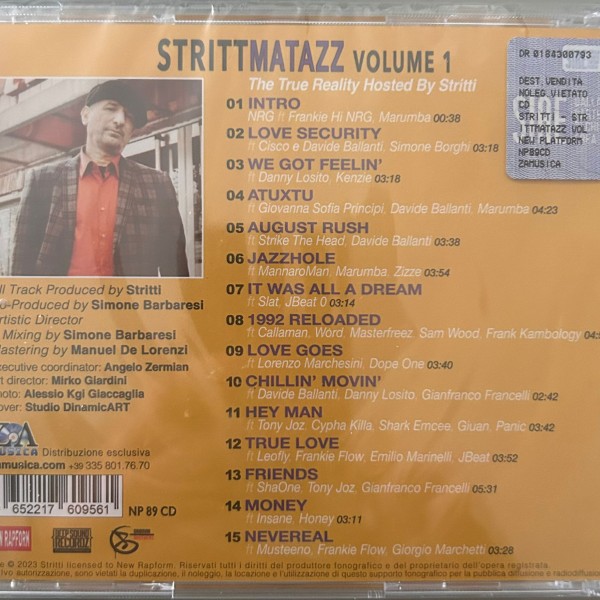 STRITTMATAZZ VOLUME 1
The True Reality Hosted By Stritti
01 INTRO
NRG ft Frankie Hi NRG, Marumba 00:38
02 LOVE SECURITY
ft Cisco e Davide Ballanti, Simone Borghi 03:18
03 WE GOT FEELIN'
ft Danny Losito, Kenzie 03:18
04 ATUXTU
ft Giovanna Sofia Principi, Davide Ballanti, Marumba 04:23
05 AUGUST RUSH
ft Strike The Head, Davide Ballanti 03:38
06 JAZZHOLE
ft MannaroMan, Marumba, Zizze 03:54
07 IT WAS ALL A DREAM
ft Slat, JBeat 0 03:14
08 1992 RELOADED
ft Callaman, Word, Masterfreez, Sam Wood, Frank Kambology
09 LOVE GOES
ft Lorenzo Marchesini, Dope One 03:40
10 CHILLIN' MOVIN'
ft Davide Ballanti, Danny Losito, Gianfranco Francelli 02:42
11 HEY MAN
ft Tony Joz, Cypha Killa, Shark Emcee, Giuan, Panic 03:42
12 TRUE LOVE
ft Leofly, Frankie Flow, Emilio Marinelli, JBeat 03:52
13 FRIENDS
ft ShaOne, Tony Joz, Gianfranco Francelli 05:31
14 MONEY
ft Insane, Honey 03:11
15 NEVEREAL
ft Musteeno, Frankie Flow, Giorgio Marchetti 03:28
DR 0184300793
DEST.VENDITA
NOLEG.VIETATO
CD
STRITTI - STR
ITTMATAZZ VOL
NEW PLATFORM
NP89CD
ZAMUSICA
ll Track Produced by Stritti
o-Produced by Simone Barbaresi
rtistic Director
Mixing by Simone Barbaresi
astering by Manuel De Lorenzi
xecutive coordinator: Angelo Zermian
rt director: Mirko Giardini
hoto: Alessio Kgi Giaccaglia
over: Studio DinamicART
Distribuzione esclusiva
zamusica.com +39 335 801.76.70
652217 609561
NP 89 CD
N RAPFORM
© 2023 Stritti licensed to New Rapform. Riservati tutti i diritti del produttore fonografico e del proprietario dell'opera registrata.
ivo autorizzazione, sono vietati la duplicazione, il noleggio, la locazione e l'utilizzazione di questo supporto fonografico per la pubblica diffusione e radiodiffusion